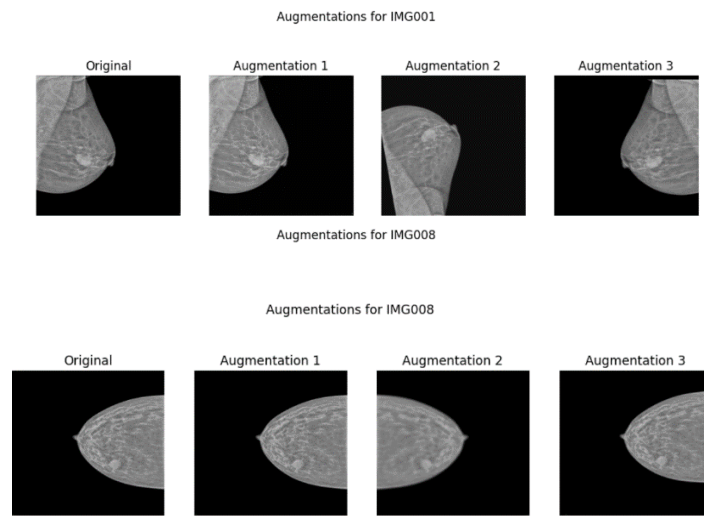 Augmentations for IMG001
Original Augmentation 1 Augmentation 2 Augmentation 3
Augmentations for IMG008
Augmentations for IMG008
Original Augmentation 1 Augmentation 2 Augmentation 3